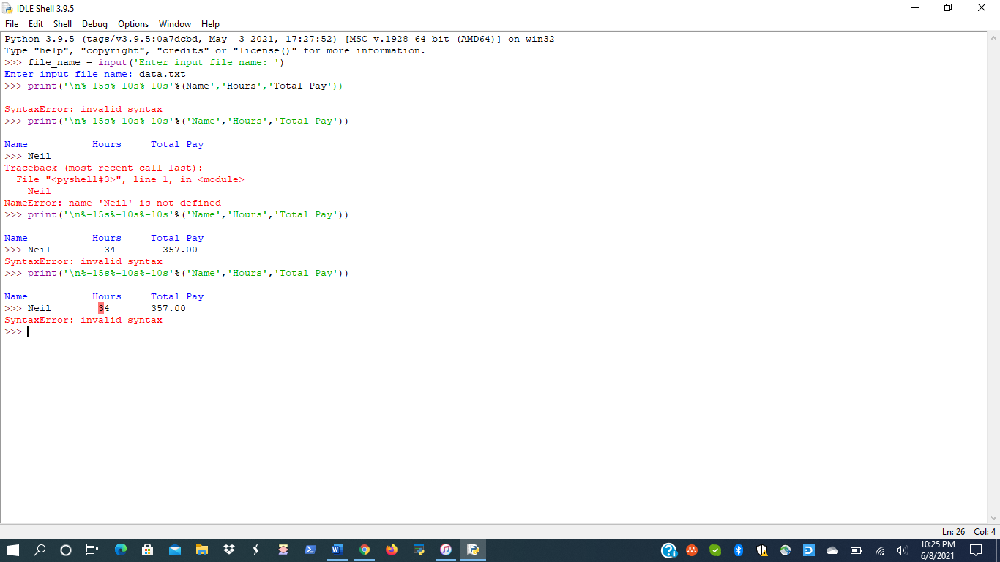 IDLE Shell 3.9.5
File Edit Shell Debug Options Window Help
Python 3.9.5 (tags/v3.9.5:0a7dcbd, May  3 2021, 17:27:52) [MSC v.1928 64 bit (AMD64)] on win32
Type "help", "copyright", "credits" or "license()" for more information.
>>> file_name = input('Enter input file name: ')
Enter input file name: data.txt
>>> print('\n%-15s%-10s%-10s'%(Name','Hours','Total Pay'))
SyntaxError: invalid syntax
>>> print('\n%-15s%-10s%-10s'%('Name','Hours','Total Pay'))
Name           Hours     Total Pay
>>> Neil
Traceback (most recent call last):
  File "<pyshell#3>", line 1, in <module>
    Neil
NameError: name 'Neil' is not defined
>>> print('\n%-15s%-10s%-10s'%('Name','Hours','Total Pay'))
Name           Hours     Total Pay
>>> Neil         34        357.00
SyntaxError: invalid syntax
>>> print('\n%-15s%-10s%-10s'%('Name','Hours','Total Pay'))
Name           Hours     Total Pay
>>> Neil        34       357.00
SyntaxError: invalid syntax
>>>
Ln: 26 Col: 4
10:25 PM
6/8/2021